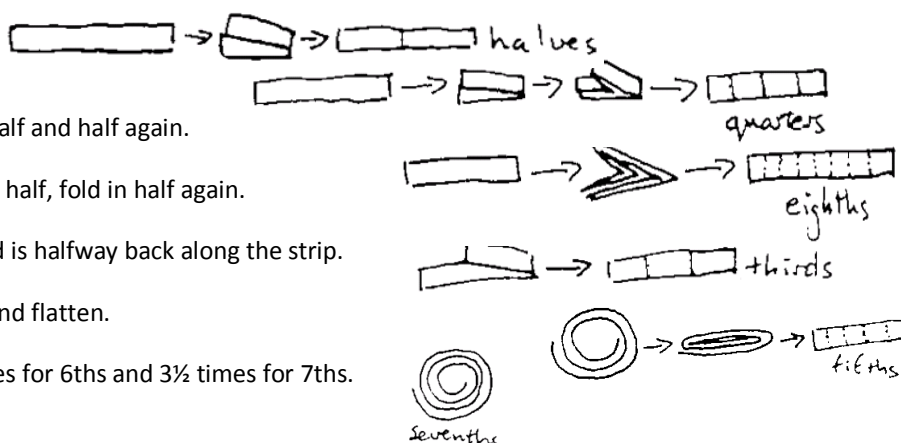 halves
quarters
alf and half again.
half, fold in half again.
eighths
d is halfway back along the strip.
thirds
nd flatten.
fifths
es for 6ths and 3½ times for 7ths.
sevenths